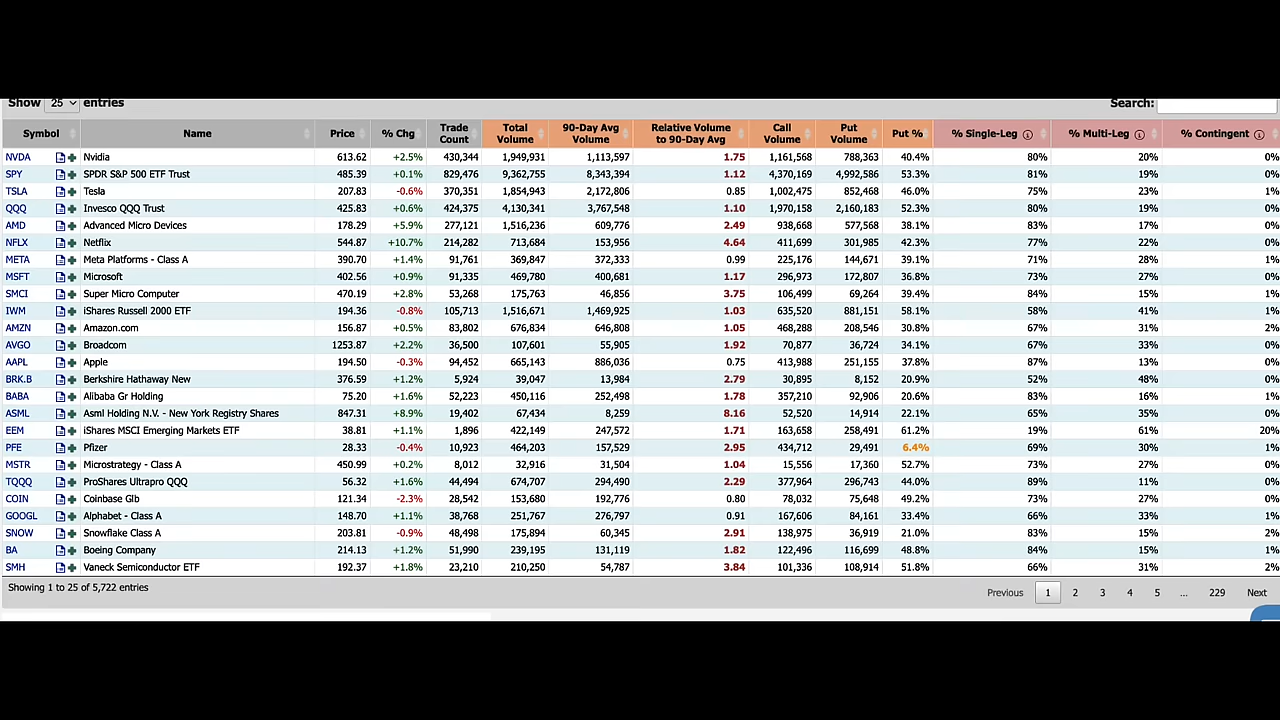 Show 25 entries Search:
Symbol Name Price % Chg Trade Count Total Volume 90-Day Avg Volume Relative Volume to 90-Day Avg Call Volume Put Volume Put % % Single-Leg % Multi-Leg % Contingent
NVDA Nvidia 613.62 +2.5% 430,344 1,949,931 1,113,597 1.75 1,161,568 788,363 40.4% 80% 20% 0%
SPY SPDR S&P 500 ETF Trust 485.39 +0.1% 829,476 9,362,755 8,343,394 1.12 4,370,169 4,992,586 53.3% 81% 19% 0%
TSLA Tesla 207.83 -0.6% 370,351 1,854,943 2,172,806 0.85 1,002,475 852,468 46.0% 75% 23% 1%
QQQ Invesco QQQ Trust 425.83 +0.6% 424,375 4,130,341 3,767,548 1.10 1,970,158 2,160,183 52.3% 80% 19% 0%
AMD Advanced Micro Devices 178.29 +5.9% 277,121 1,516,236 609,776 2.49 938,668 577,568 38.1% 83% 17% 0%
NFLX Netflix 544.87 +10.7% 214,282 713,684 153,956 4.64 411,699 301,985 42.3% 77% 22% 0%
META Meta Platforms - Class A 390.70 +1.4% 91,761 369,847 372,333 0.99 225,176 144,671 39.1% 71% 28% 1%
MSFT Microsoft 402.56 +0.9% 91,335 469,780 400,681 1.17 296,973 172,807 36.8% 73% 27% 0%
SMCI Super Micro Computer 470.19 +2.8% 53,268 175,763 46,856 3.75 106,499 69,264 39.4% 84% 15% 1%
IWM iShares Russell 2000 ETF 194.36 -0.8% 105,713 1,516,671 1,469,925 1.03 635,520 881,151 58.1% 58% 41% 1%
AMZN Amazon.com 156.87 +0.5% 83,802 676,834 646,808 1.05 468,288 208,546 30.8% 67% 31% 2%
AVGO Broadcom 1253.87 +2.2% 36,500 107,601 55,905 1.92 70,877 36,724 34.1% 67% 33% 0%
AAPL Apple 194.50 -0.3% 94,452 665,143 886,036 0.75 413,988 251,155 37.8% 87% 13% 0%
BRK.B Berkshire Hathaway New 376.59 +1.2% 5,924 39,047 13,984 2.79 30,895 8,152 20.9% 52% 48% 0%
BABA Alibaba Gr Holding 75.20 +1.6% 52,223 450,116 252,498 1.78 357,210 92,906 20.6% 83% 16% 1%
ASML Asml Holding N.V. - New York Registry Shares 847.31 +8.9% 19,402 67,434 8,259 8.16 52,520 14,914 22.1% 65% 35% 0%
EEM iShares MSCI Emerging Markets ETF 38.81 +1.1% 1,896 422,149 247,572 1.71 163,658 258,491 61.2% 19% 61% 20%
PFE Pfizer 28.33 -0.4% 10,923 464,203 157,529 2.95 434,712 29,491 6.4% 69% 30% 1%
MSTR Microstrategy - Class A 450.99 +0.2% 8,012 32,916 31,504 1.04 15,556 17,360 52.7% 73% 27% 0%
TQQQ ProShares Ultrapro QQQ 56.32 +1.6% 44,494 674,707 294,490 2.29 377,964 296,743 44.0% 89% 11% 0%
COIN Coinbase Glb 121.34 -2.3% 28,542 153,680 192,776 0.80 78,032 75,648 49.2% 73% 27% 0%
GOOGL Alphabet - Class A 148.70 +1.1% 38,768 251,767 276,797 0.91 167,606 84,161 33.4% 66% 33% 1%
SNOW Snowflake Class A 203.81 -0.9% 48,498 175,894 60,345 2.91 138,975 36,919 21.0% 83% 15% 2%
BA Boeing Company 214.13 +1.2% 51,990 239,195 131,119 1.82 122,496 116,699 48.8% 84% 15% 1%
SMH Vaneck Semiconductor ETF 192.37 +1.8% 23,210 210,250 54,787 3.84 101,336 108,914 51.8% 66% 31% 2%
Showing 1 to 25 of 5,722 entries Previous 1 2 3 4 5 ... 229 Next